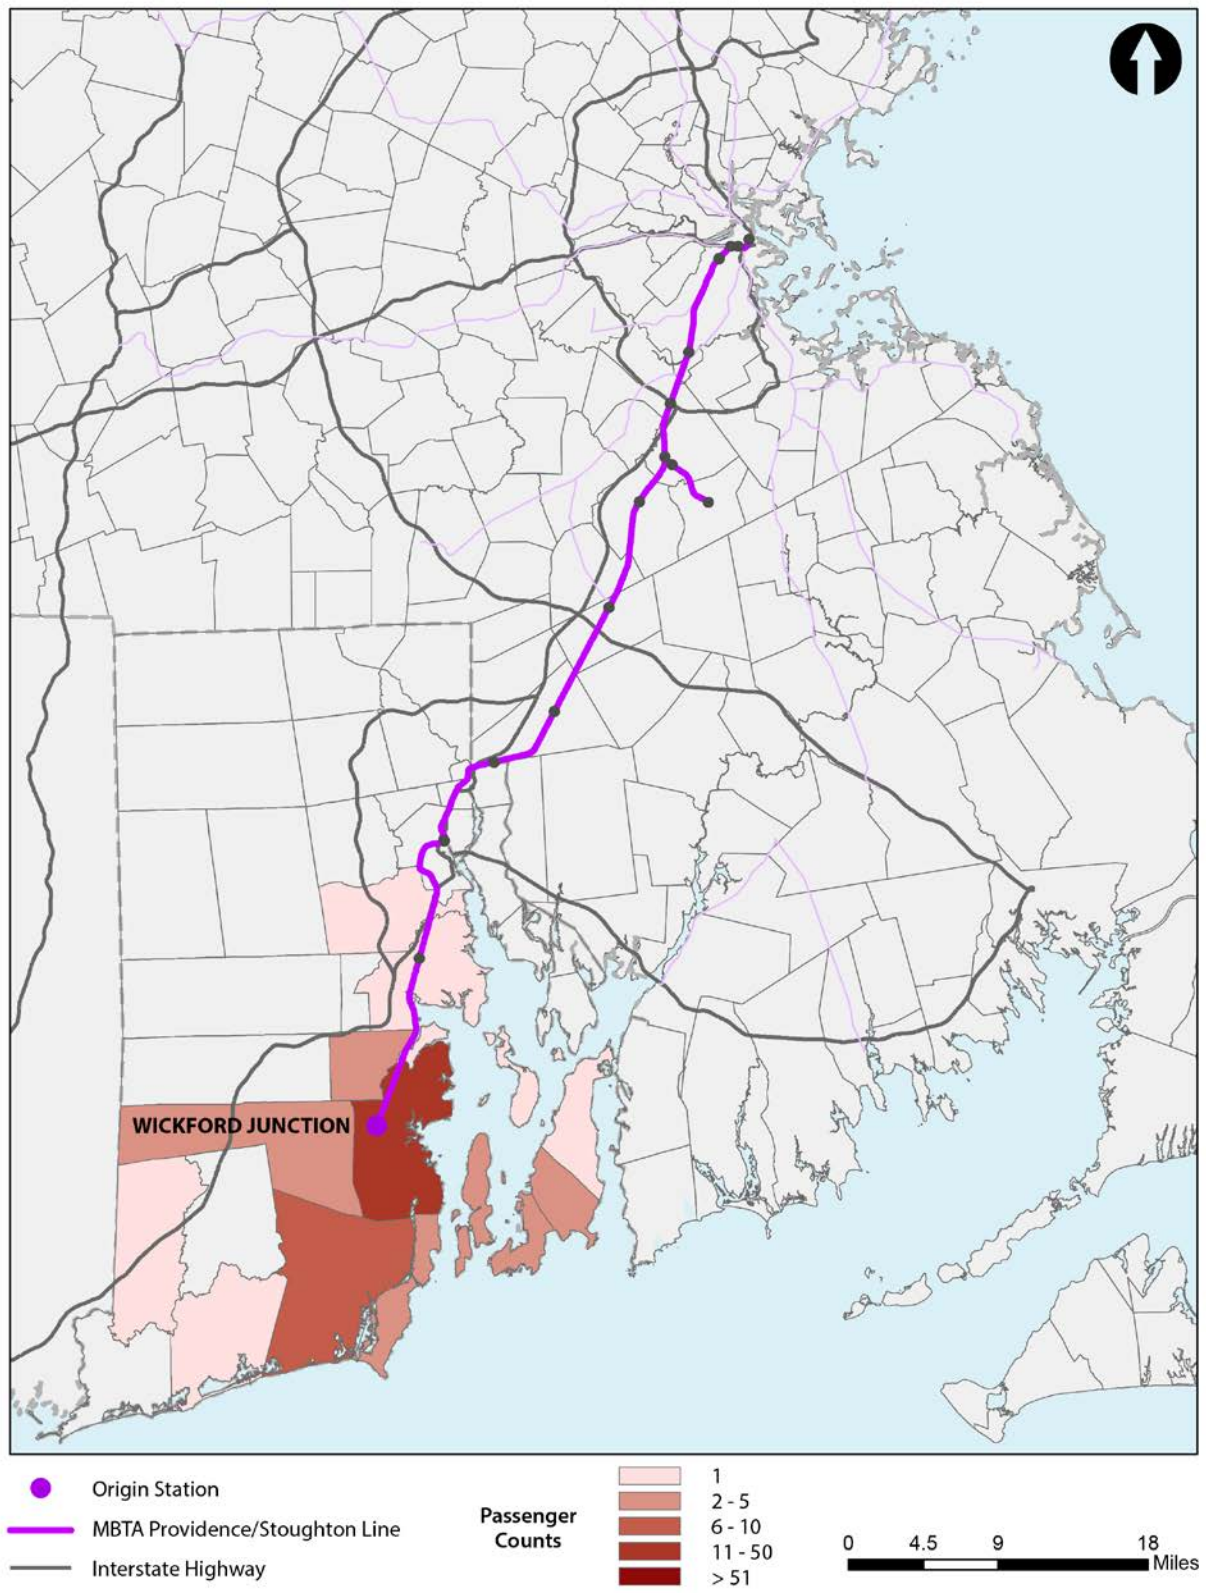 WICKFORD JUNCTION
Origin Station
MBTA Providence/Stoughton Line
Interstate Highway
Passenger
Counts
1
2 - 5
6 - 10
11 - 50
> 51
0 4.5 9 18
Miles